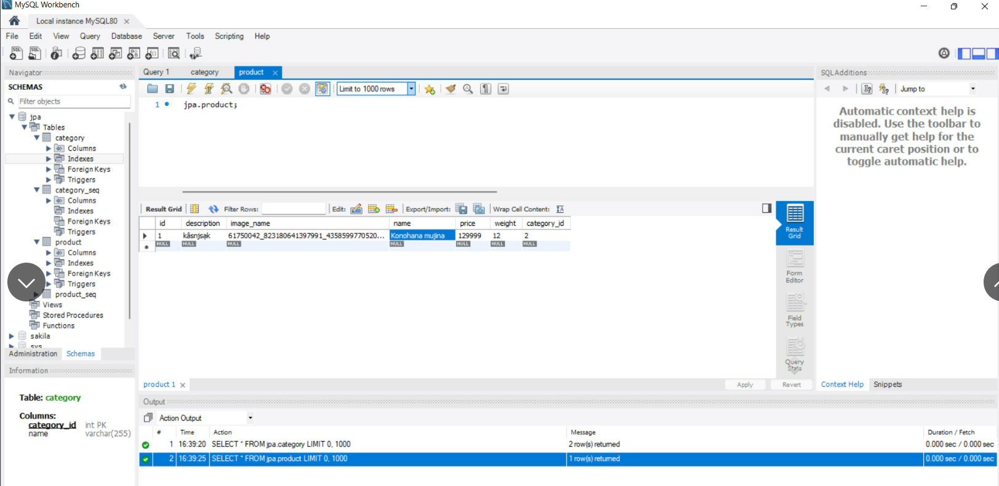 MySQL Workbench
Local instance MySQL80
File Edit View Query Database Server Tools Scripting Help
Navigator
SCHEMAS
Filter objects
jpa
Tables
category
Columns
Indexes
Foreign Keys
Triggers
category_seq
Columns
Indexes
Foreign Keys
Triggers
product
Columns
Indexes
Foreign Keys
Triggers
product_seq
Views
Stored Procedures
Functions
sakila
sys
Administration Schemas
Information
Table: category
Columns:
category_id int PK
name varchar(255)
Query 1 category product
Limit to 1000 rows
1 jpa.product;
Result Grid Filter Rows: Edit: Export/Import: Wrap Cell Content:
id description image_name name price weight category_id
1 kâsnjsąk 61750042_823180641397991_4358599770520... Konohana mujina 129999 12 2
NULL NULL NULL NULL NULL NULL NULL
Result Grid
Form Editor
Field Types
Query Stats
product 1 Apply Revert
Output
Action Output
# Time Action Message Duration / Fetch
1 16:39:20 SELECT * FROM jpa.category LIMIT 0, 1000 2 row(s) returned 0.000 sec / 0.000 sec
2 16:39:25 SELECT * FROM jpa.product LIMIT 0, 1000 1 row(s) returned 0.000 sec / 0.000 sec
SQLAdditions
Jump to
Automatic context help is
disabled. Use the toolbar to
manually get help for the
current caret position or to
toggle automatic help.
Context Help Snippets